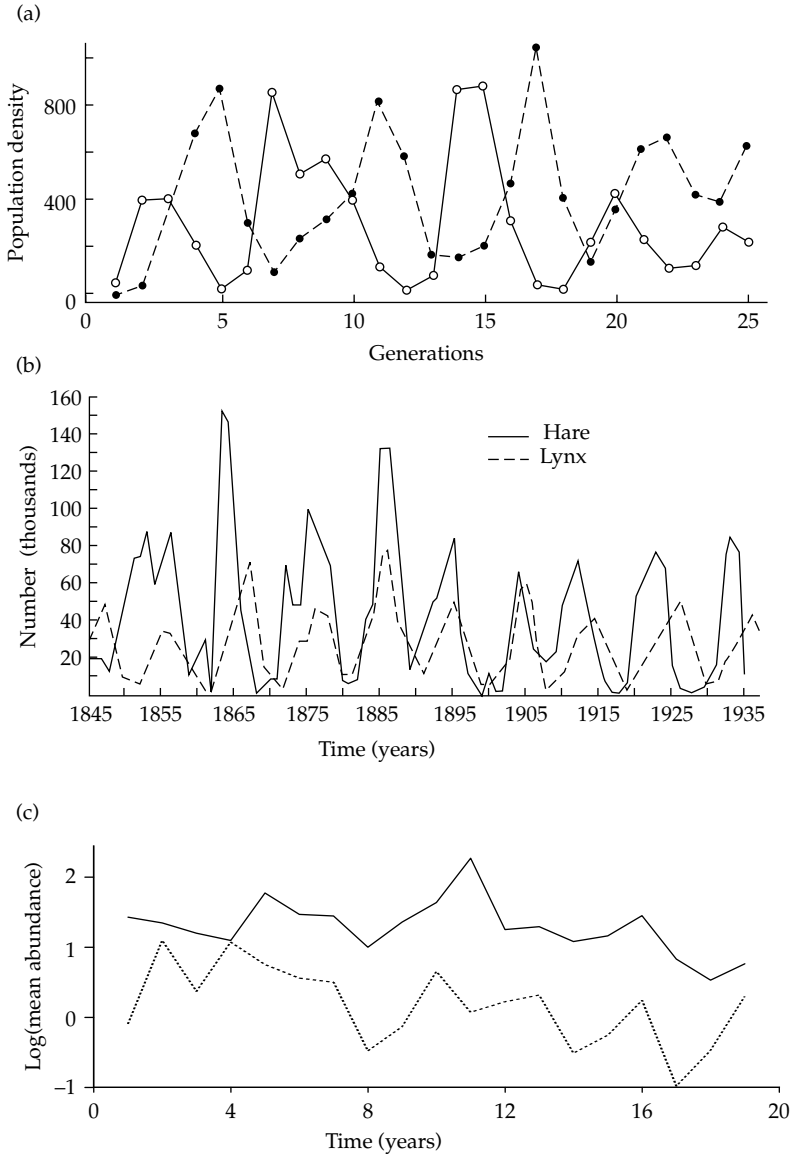 (a)
Population density
800
400
0
0 5 10 15 20 25
Generations
(b)
Number (thousands)
160
140
120
100
80
60
40
20
Hare
Lynx
1845 1855 1865 1875 1885 1895 1905 1915 1925 1935
Time (years)
(c)
Log(mean abundance)
2
1
0
–1
0 4 8 12 16 20
Time (years)